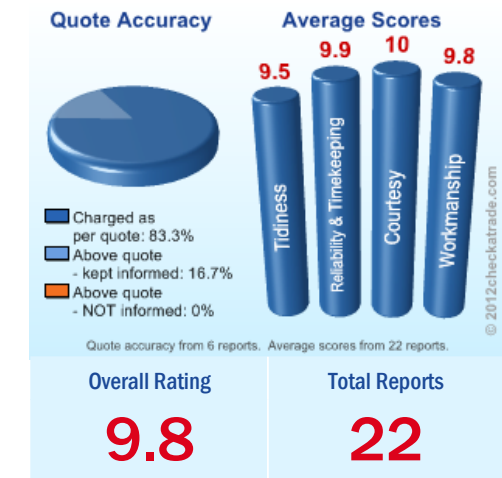 Quote Accuracy
Charged as
per quote: 83.3%
Above quote
- kept informed: 16.7%
Above quote
- NOT informed: 0%
Average Scores
9.5
9.9
10
9.8
Tidiness
Reliability & Timekeeping
Courtesy
Workmanship
© 2012checkatrade.com
Quote accuracy from 6 reports. Average scores from 22 reports.
Overall Rating
9.8
Total Reports
22